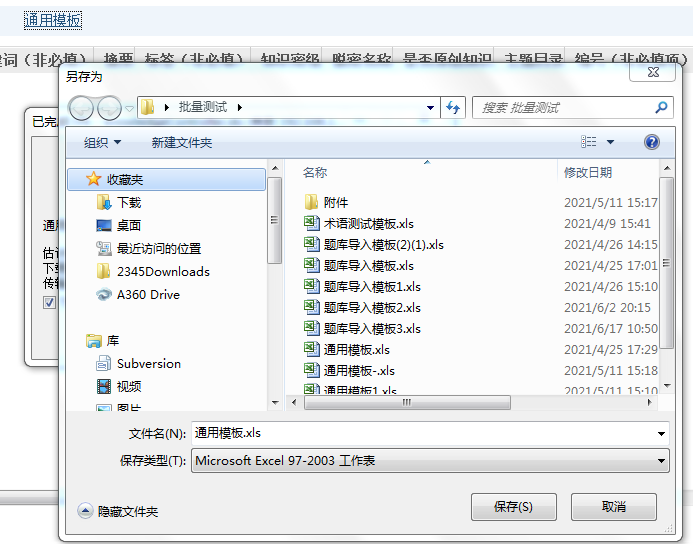 通用模板
词（非必填） 摘要 标签（非必填） 知识密级 脱密名称 是否原创知识 主题目录 编号（非必填项）
另存为
批量测试
搜索 批量测试
组织 新建文件夹
收藏夹
下载
桌面
最近访问的位置
2345Downloads
A360 Drive
库
Subversion
视频
图片
名称 修改日期
附件 2021/5/11 15:17
术语测试模板.xls 2021/4/9 15:41
题库导入模板(2)(1).xls 2021/4/26 14:15
题库导入模板.xls 2021/4/25 17:01
题库导入模板1.xls 2021/4/26 15:10
题库导入模板2.xls 2021/6/2 20:15
题库导入模板3.xls 2021/6/17 10:50
通用模板.xls 2021/4/25 17:29
通用模板-.xls 2021/5/11 15:18
通用模板1.xls 2021/5/11 15:10
已完
通用
估计
下载
传输
文件名(N): 通用模板.xls
保存类型(T): Microsoft Excel 97-2003 工作表
隐藏文件夹
保存(S) 取消